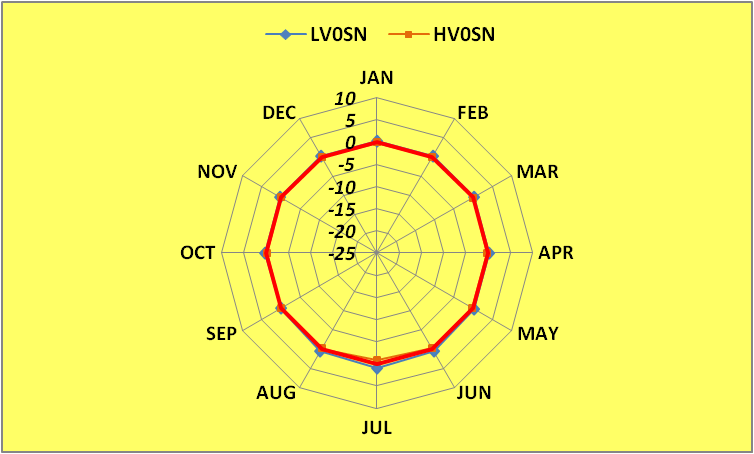 LV0SN HV0SN
JAN
10
DEC FEB
5
0
NOV MAR
-5
-10
-15
-20
OCT -25 APR
SEP MAY
AUG JUN
JUL